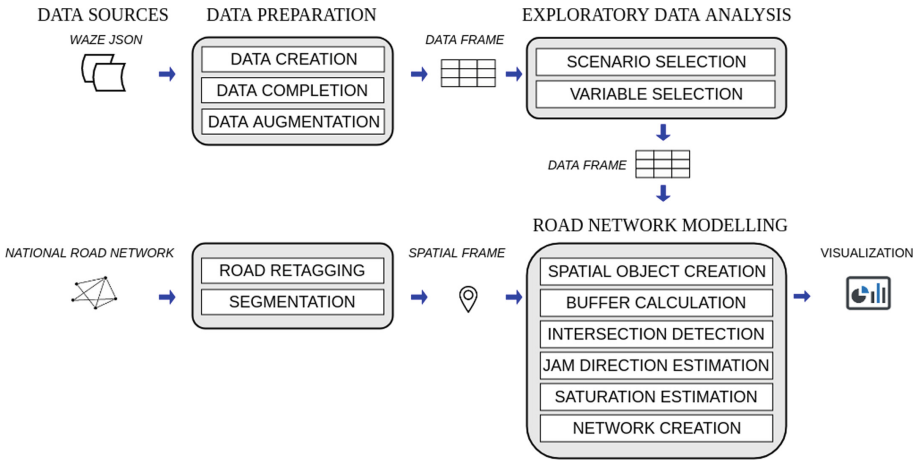 DATA SOURCES
DATA PREPARATION
EXPLORATORY DATA ANALYSIS
WAZE JSON
DATA CREATION
DATA COMPLETION
DATA AUGMENTATION
DATA FRAME
SCENARIO SELECTION
VARIABLE SELECTION
DATA FRAME
ROAD NETWORK MODELLING
NATIONAL ROAD NETWORK
ROAD RETAGGING
SEGMENTATION
SPATIAL FRAME
SPATIAL OBJECT CREATION
BUFFER CALCULATION
INTERSECTION DETECTION
JAM DIRECTION ESTIMATION
SATURATION ESTIMATION
NETWORK CREATION
VISUALIZATION